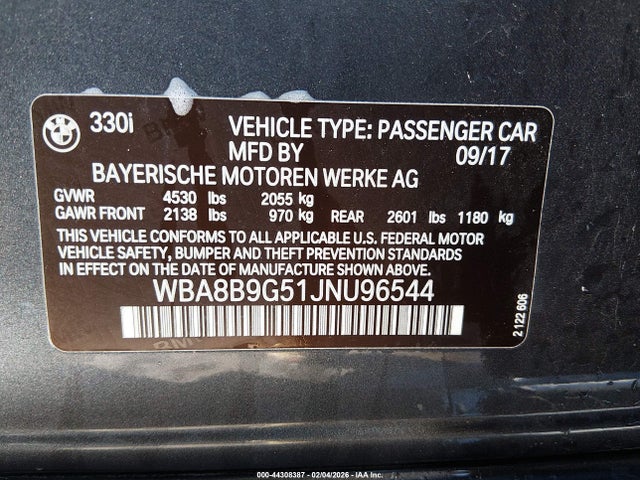 BMW
330i
VEHICLE TYPE: PASSENGER CAR
MFD BY 09/17
BAYERISCHE MOTOREN WERKE AG
GVWR 4530 lbs 2055 kg
GAWR FRONT 2138 lbs 970 kg REAR 2601 lbs 1180 kg
THIS VEHICLE CONFORMS TO ALL APPLICABLE U.S. FEDERAL MOTOR
VEHICLE SAFETY, BUMPER AND THEFT PREVENTION STANDARDS
IN EFFECT ON THE DATE OF MANUFACTURE SHOWN ABOVE.
WBA8B9G51JNU96544
2 122 606
000-44308387 - 02/04/2026 - IAA Inc.